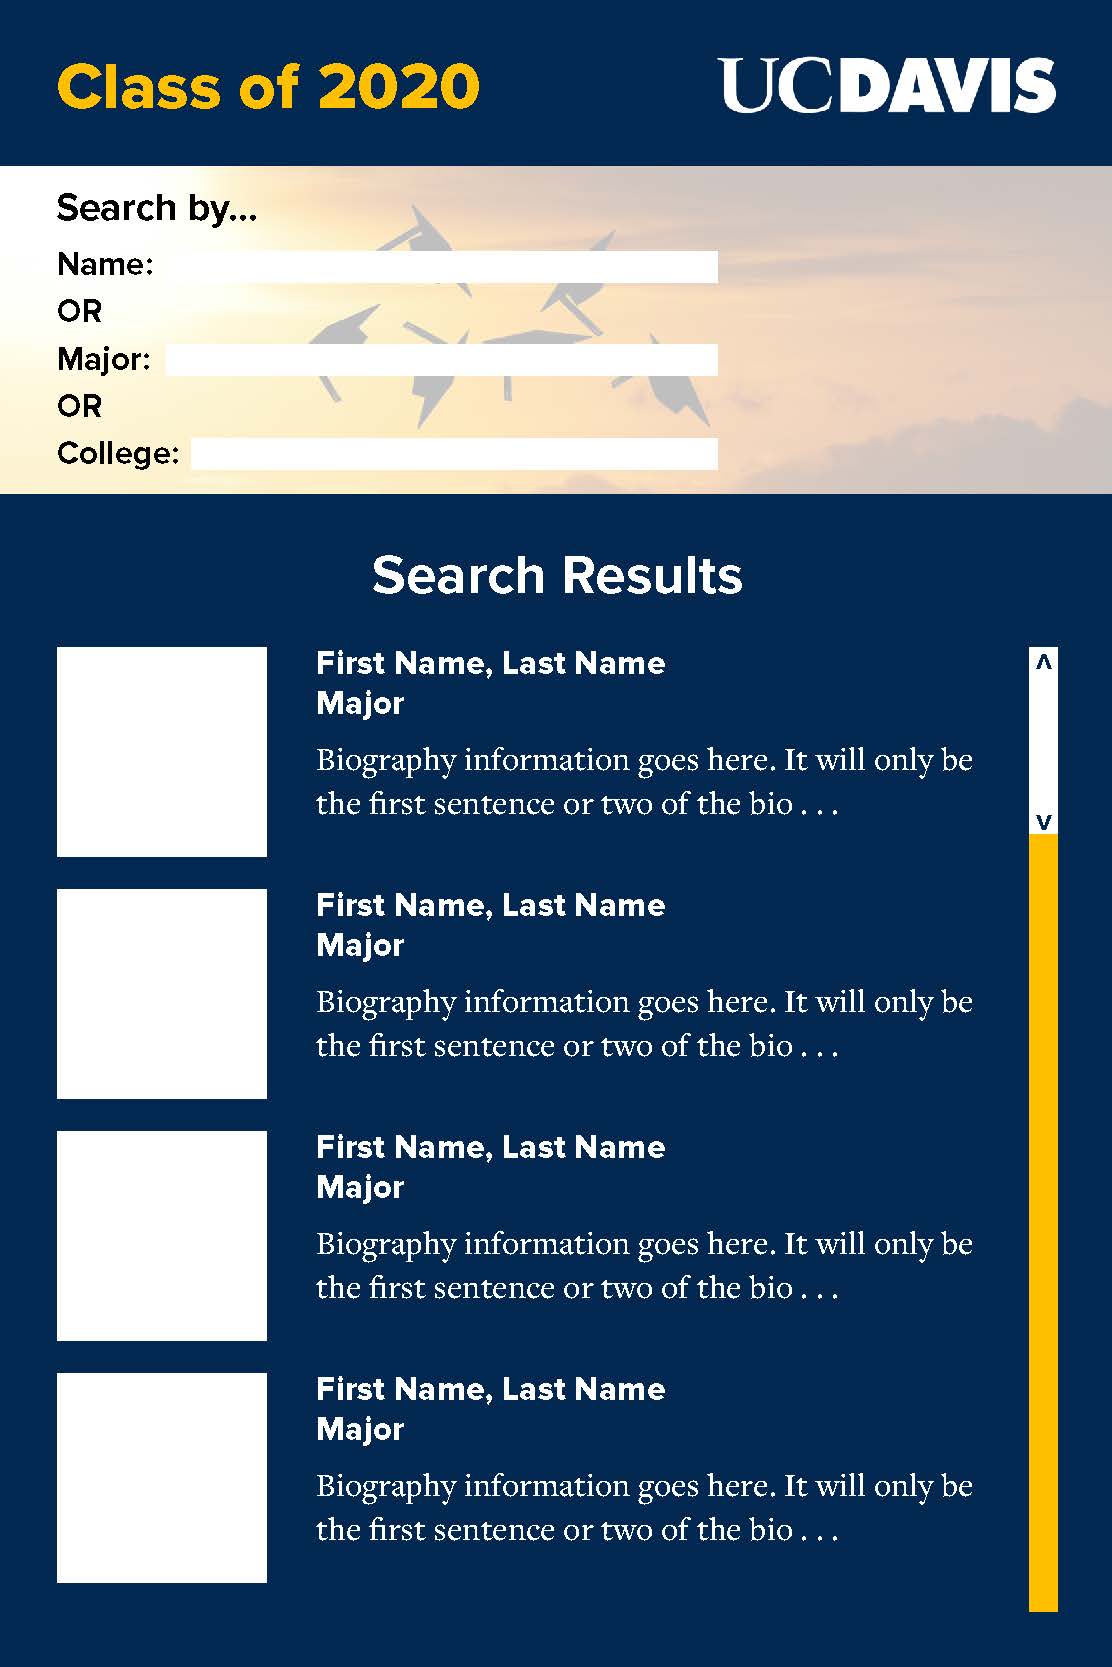 Class of 2020
UCDAVIS
Search by...
Name:
OR
Major:
OR
College:
Search Results
First Name, Last Name
Major
Biography information goes here. It will only be
the first sentence or two of the bio . . .
First Name, Last Name
Major
Biography information goes here. It will only be
the first sentence or two of the bio . . .
First Name, Last Name
Major
Biography information goes here. It will only be
the first sentence or two of the bio . . .
First Name, Last Name
Major
Biography information goes here. It will only be
the first sentence or two of the bio . . .